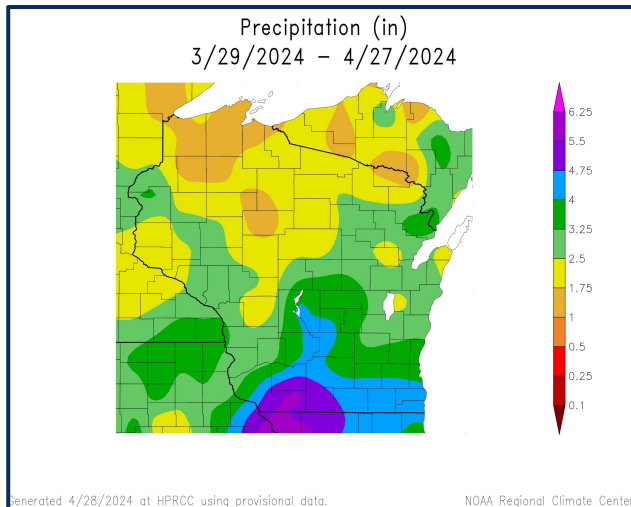 Precipitation (in)
3/29/2024 – 4/27/2024
6.25
5.5
4.75
4
3.25
2.5
1.75
1
0.5
0.25
0.1
Generated 4/28/2024 at HPRCC using provisional data.
NOAA Regional Climate Center